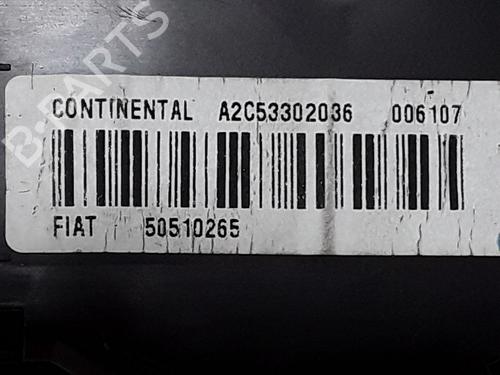 B-PARTS
CONTINENTAL A2C53302036 006107
FIAT 50510265